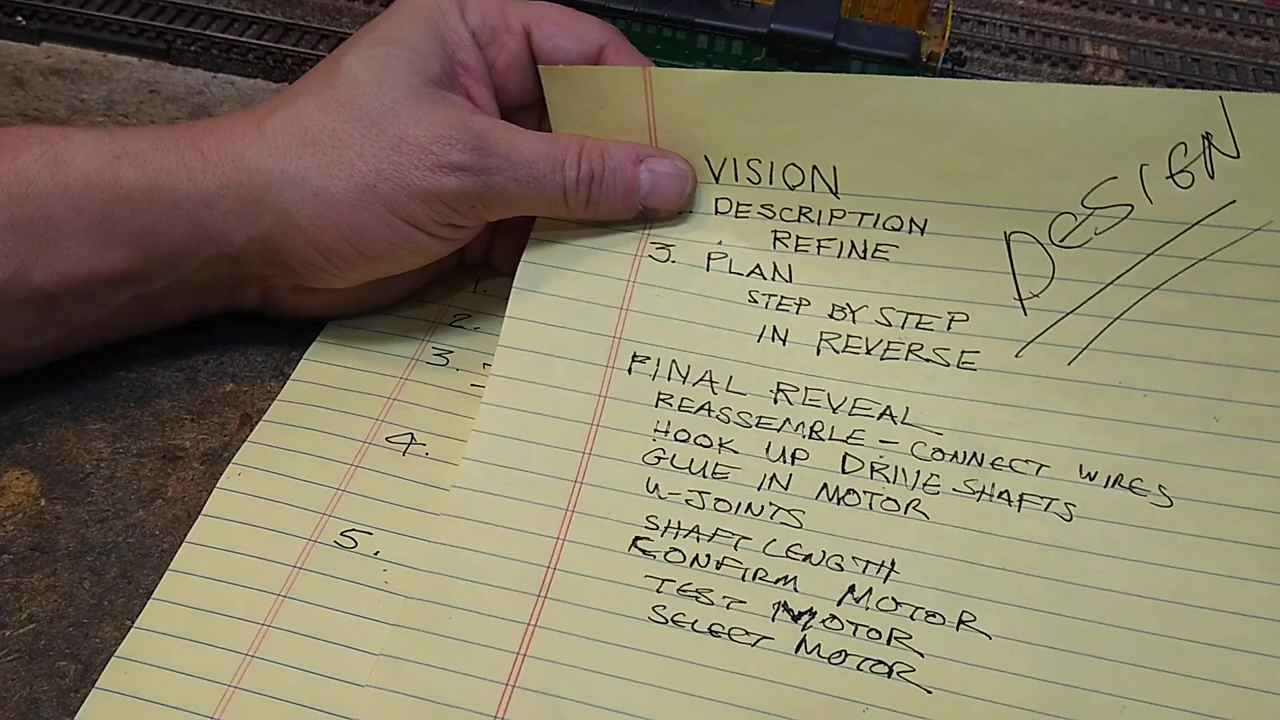 DESIGN
VISION
DESCRIPTION
REFINE
3. PLAN
STEP BY STEP
IN REVERSE
FINAL REVEAL
REASSEMBLE - CONNECT WIRES
HOOK UP DRIVE SHAFTS
GLUE IN MOTOR
U-JOINTS
SHAFT LENGTH
CONFIRM MOTOR
TEST MOTOR
SELECT MOTOR
1.
2.
3.
4.
5.